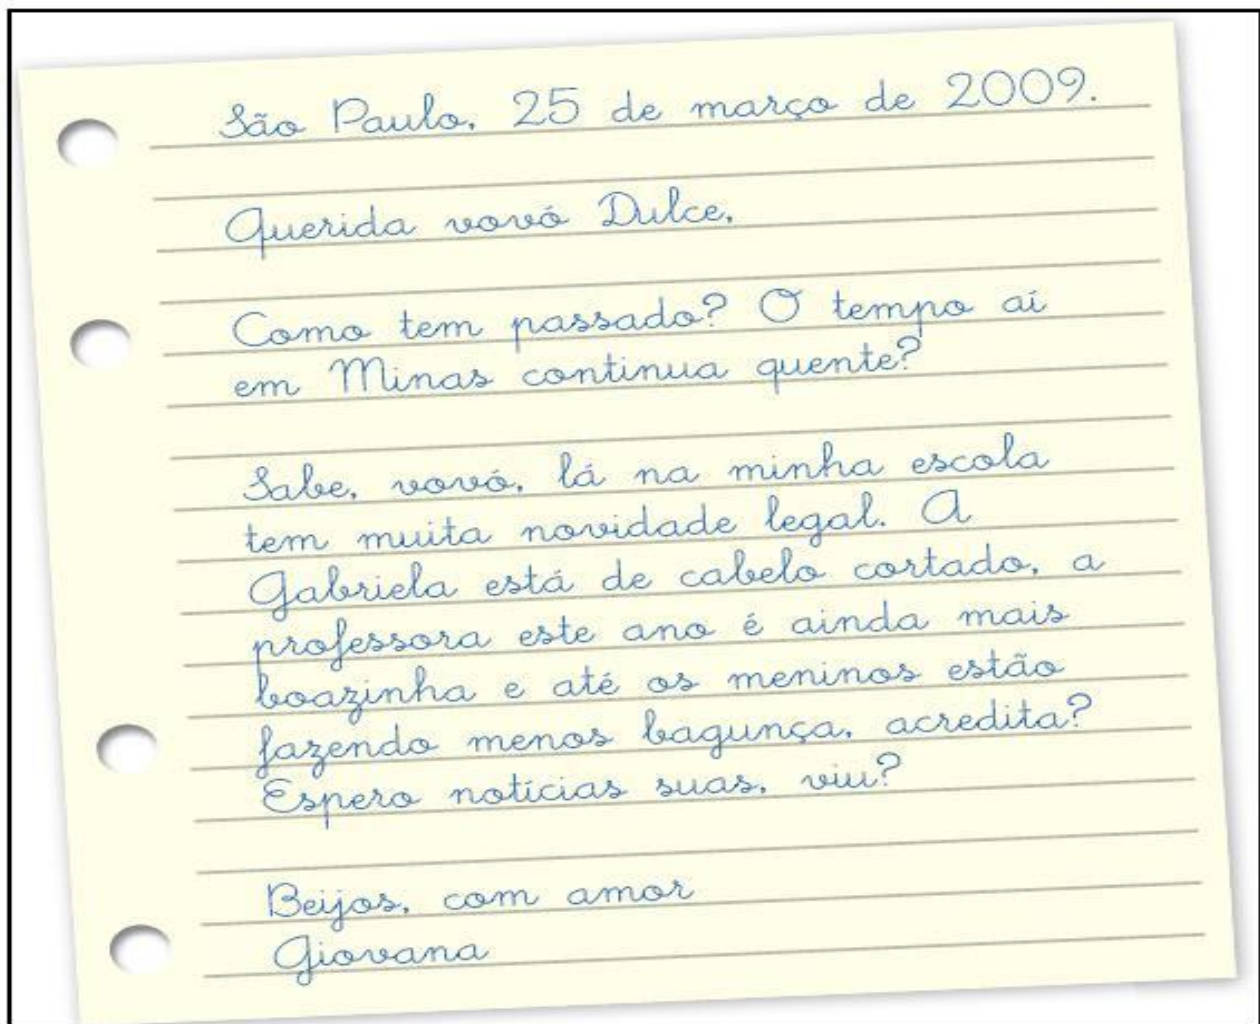 São Paulo, 25 de março de 2009.
Querida vovó Dulce,
Como tem passado? O tempo aí
em Minas continua quente?
Sabe, vovó, lá na minha escola
tem muita novidade legal. A
Gabriela está de cabelo cortado, a
professora este ano é ainda mais
boazinha e até os meninos estão
fazendo menos bagunça, acredita?
Espero notícias suas, viu?
Beijos, com amor
Giovana